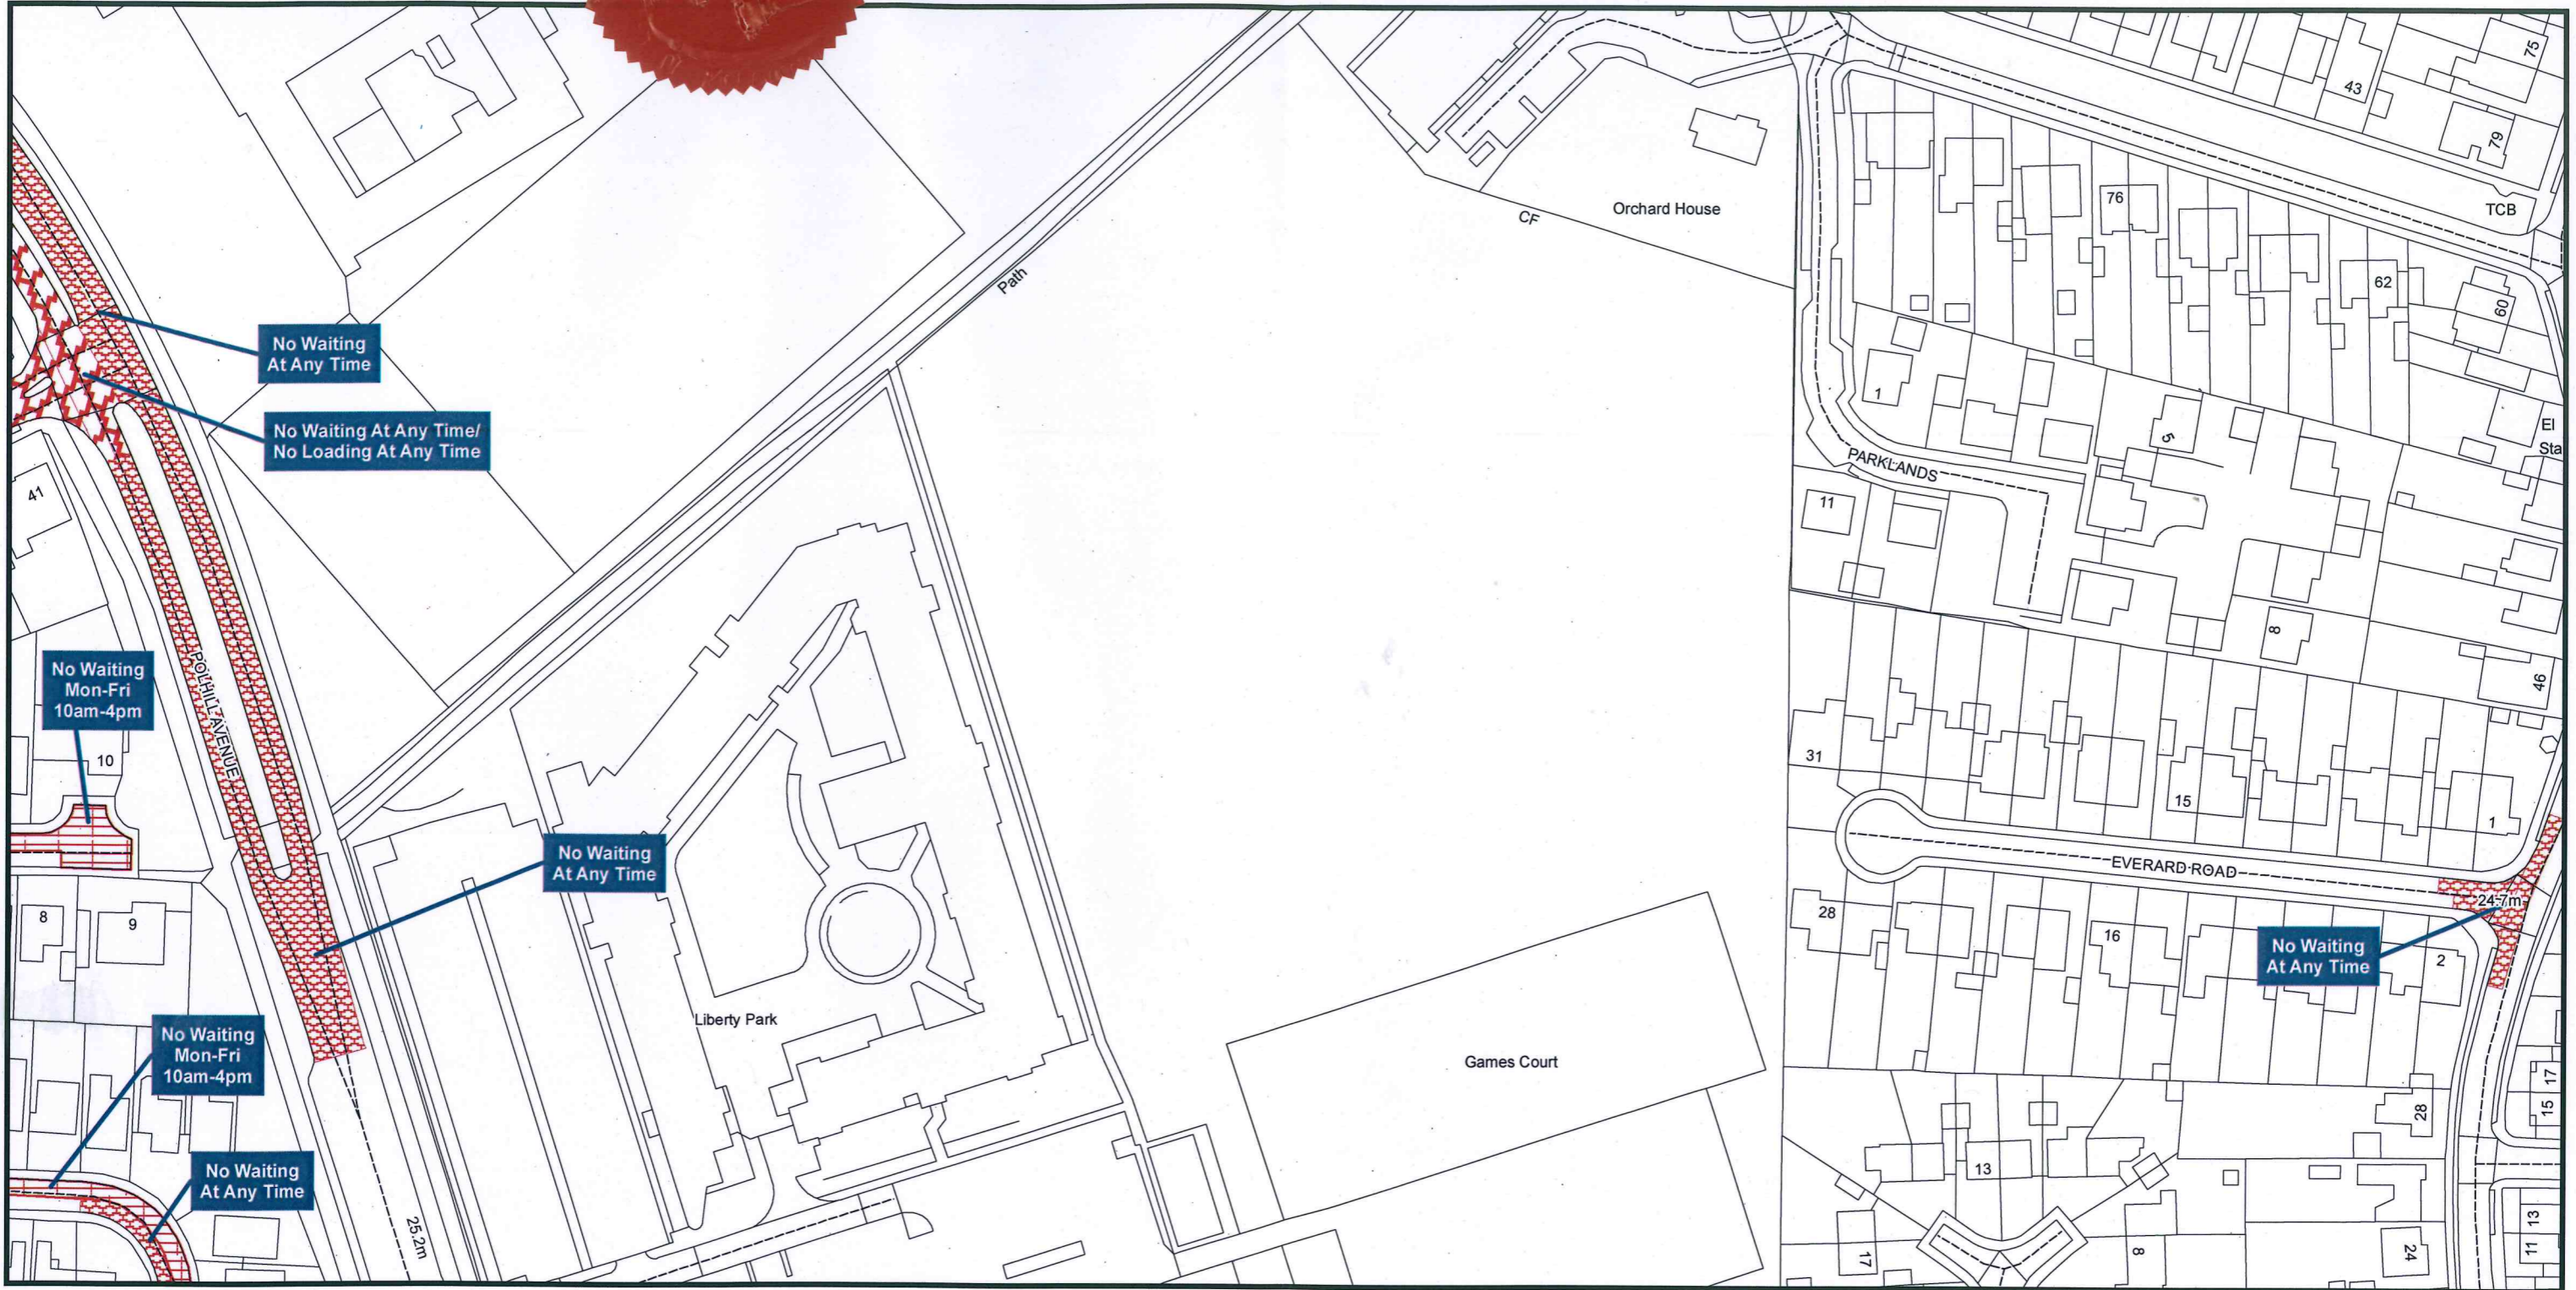 75
43
79
Orchard House
CF
76
TCB
Path
62
60
No Waiting
At Any Time
1
No Waiting At Any Time/
No Loading At Any Time
5
El
Sta
PARKLANDS
41
11
8
No Waiting
Mon-Fri
10am-4pm
POLHILL AVENUE
46
10
31
15
1
No Waiting
At Any Time
EVERARD ROAD
24.7m
8
9
28
16
2
No Waiting
At Any Time
Liberty Park
Games Court
No Waiting
Mon-Fri
10am-4pm
17
15
28
13
No Waiting
At Any Time
25.2m
17
8
24
13
11